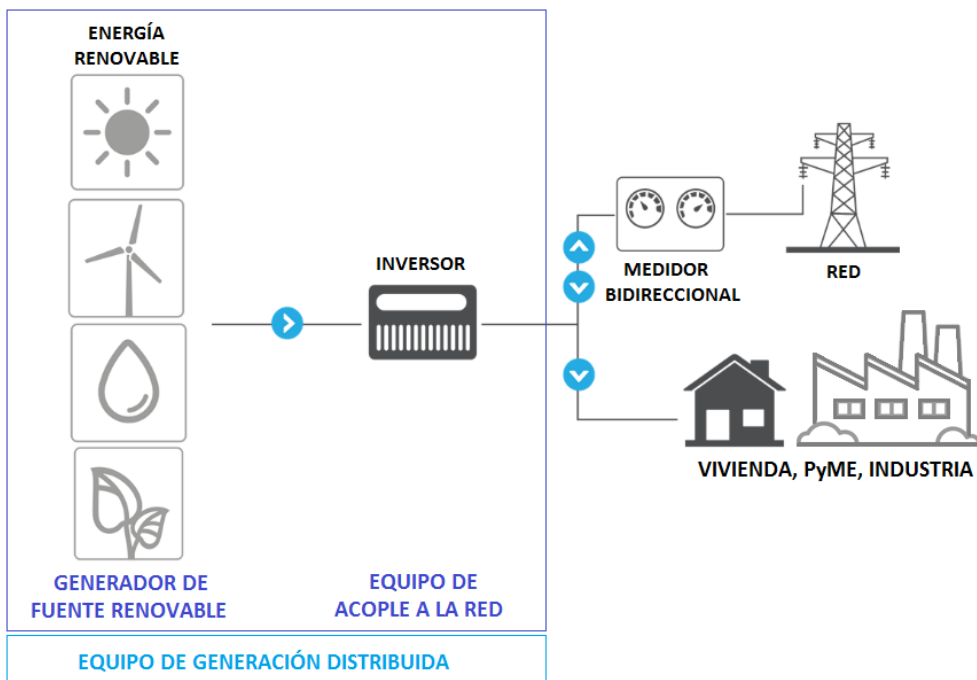 ENERGÍA
RENOVABLE
INVERSOR
MEDIDOR
BIDIRECCIONAL
RED
VIVIENDA, PyME, INDUSTRIA
GENERADOR DE
FUENTE RENOVABLE
EQUIPO DE
ACOPLE A LA RED
EQUIPO DE GENERACIÓN DISTRIBUIDA